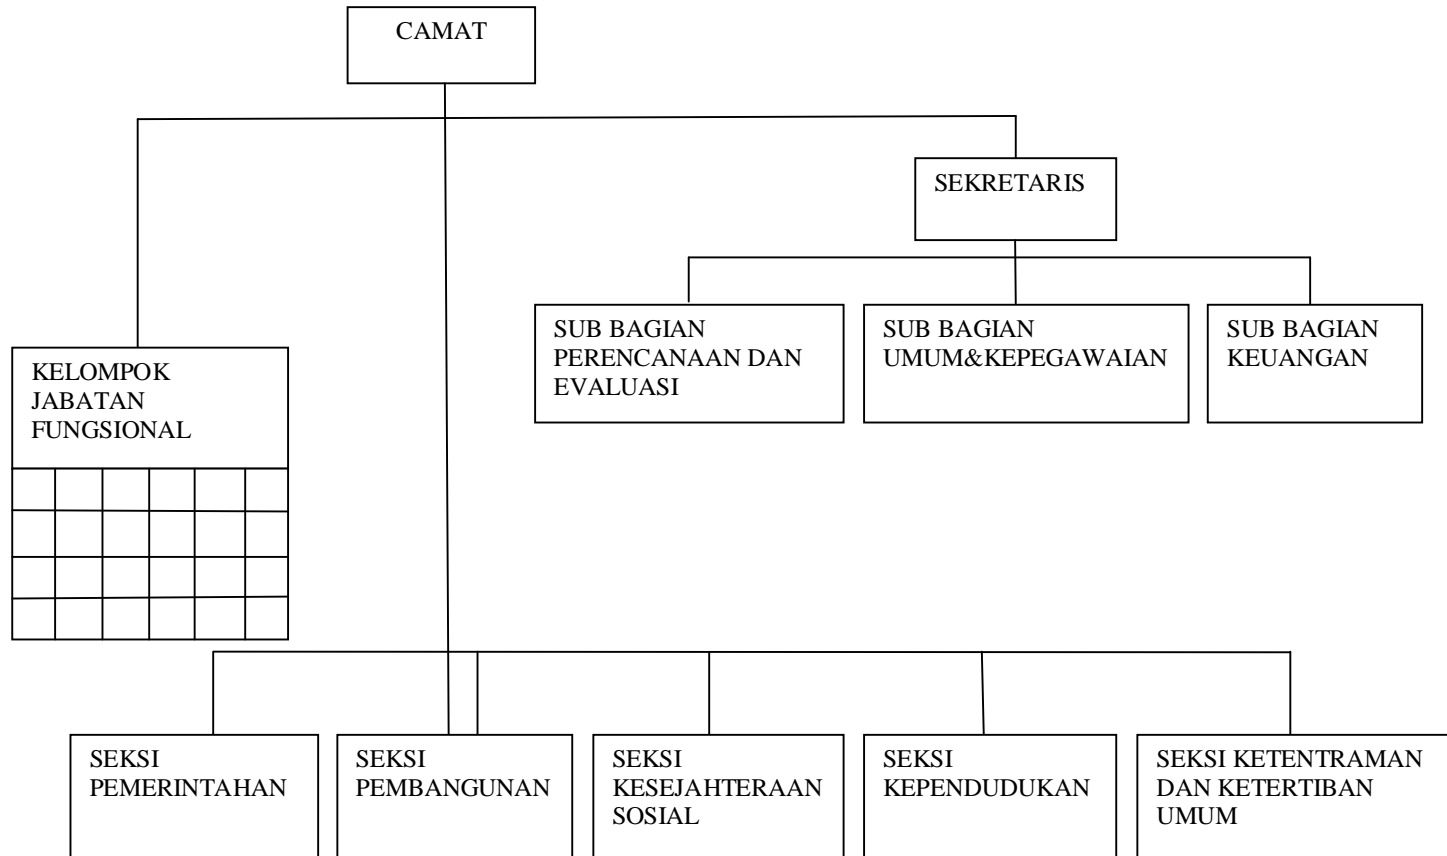 CAMAT
SEKRETARIS
SUB BAGIAN
PERENCANAAN DAN
EVALUASI
SUB BAGIAN
UMUM&KEPEGAWAIAN
SUB BAGIAN
KEUANGAN
KELOMPOK
JABATAN
FUNGSIONAL
SEKSI
PEMERINTAHAN
SEKSI
PEMBANGUNAN
SEKSI
KESEJAHTERAAN
SOSIAL
SEKSI
KEPENDUDUKAN
SEKSI KETENTRAMAN
DAN KETERTIBAN
UMUM